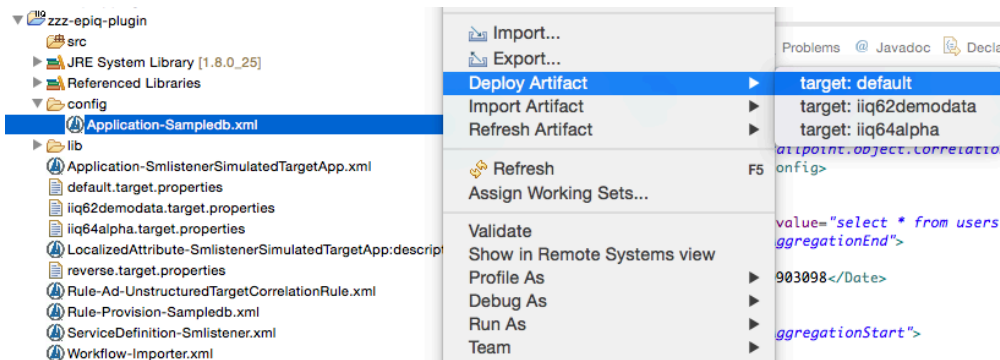 zzz-epiq-plugin
src
JRE System Library [1.8.0_25]
Referenced Libraries
config
Application-Sampledb.xml
lib
Application-SmlistenerSimulatedTargetApp.xml
default.target.properties
iiq62demodata.target.properties
iiq64alpha.target.properties
LocalizedAttribute-SmlistenerSimulatedTargetApp:descript
reverse.target.properties
Rule-Ad-UnstructuredTargetCorrelationRule.xml
Rule-Provision-Sampledb.xml
ServiceDefinition-Smlistener.xml
Workflow-Importer.xml
Import...
Export...
Deploy Artifact
Import Artifact
Refresh Artifact
Refresh F5
Assign Working Sets...
Validate
Show in Remote Systems view
Profile As
Debug As
Run As
Team
Problems @ Javadoc Decla
target: default
target: iiq62demodata
target: iiq64alpha
ailpoint.object.Correlatio
onfig>
value="select * from users
ggregationEnd">
903098</Date>
ggregationStart">